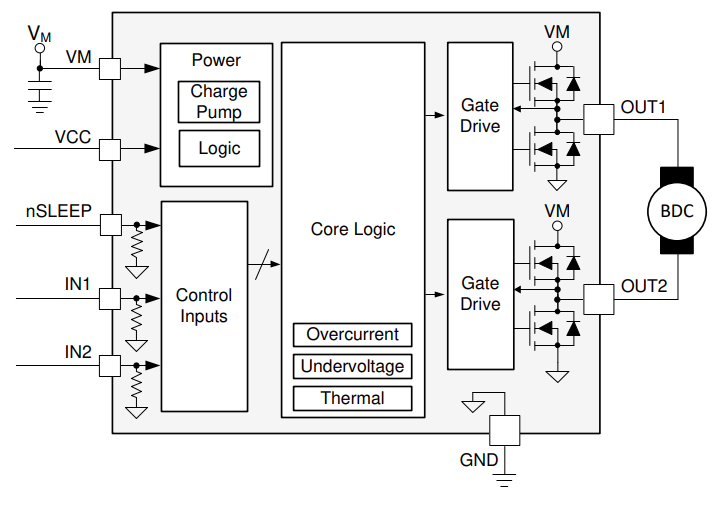 VM
VM
VCC
nSLEEP
IN1
IN2
Power
Charge
Pump
Logic
Control
Inputs
Core Logic
Overcurrent
Undervoltage
Thermal
Gate
Drive
VM
OUT1
BDC
Gate
Drive
VM
OUT2
GND